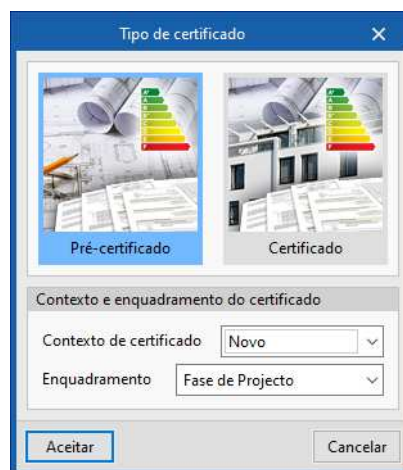 Tipo de certificado
Pré-certificado
Certificado
Contexto e enquadramento do certificado
Contexto de certificado Novo
Enquadramento Fase de Projecto
Aceitar Cancelar